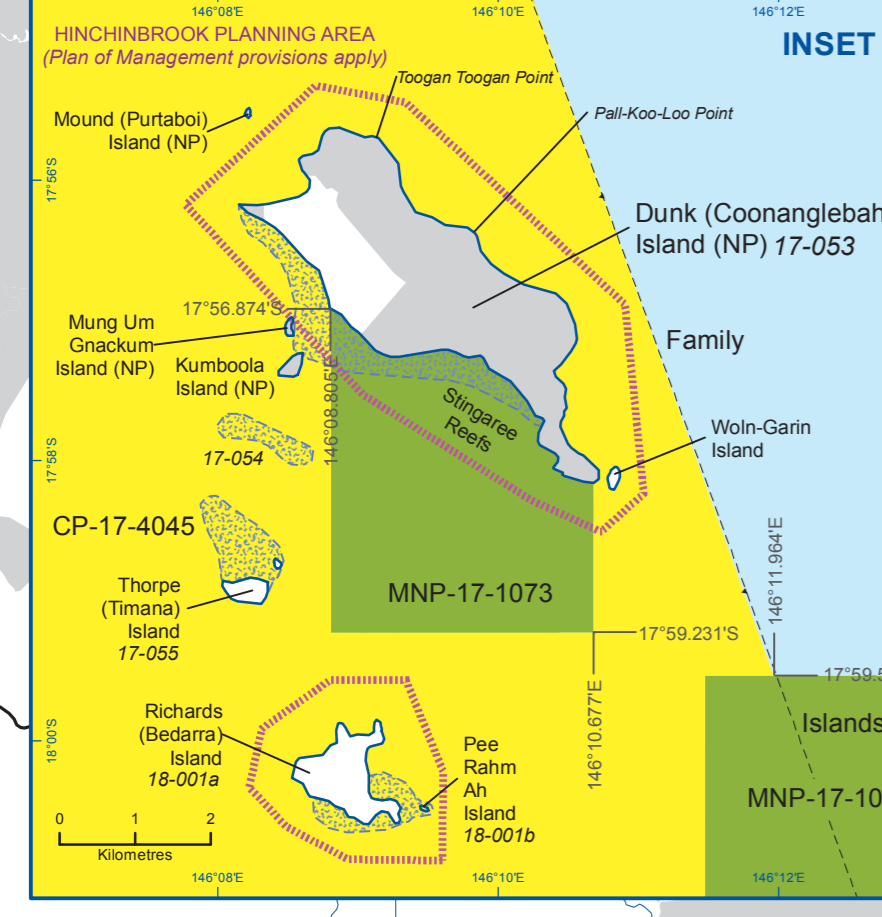 146°08'E
146°10'E
146°12'E
HINCHINBROOK PLANNING AREA
(Plan of Management provisions apply)
INSET
Toogan Toogan Point
Mound (Purtaboi)
Island (NP)
Pall-Koo-Loo Point
17°56'S
Dunk (Coonanglebah
Island (NP) 17-053
17°56.874'S
Mung Um
Gnackum
Island (NP)
Kumboola
Island (NP)
Family
146°08.805'E
Stingaree
Reefs
Woln-Garin
Island
17-054
17°58'S
CP-17-4045
146°11.964'E
Thorpe
(Timana)
Island
17-055
MNP-17-1073
17°59.231'S
17°59.5
Richards
(Bedarra)
Island
18-001a
146°10.677'E
Islands
18°00'S
Pee
Rahm
Ah
Island
18-001b
MNP-17-10
0 1 2
Kilometres
146°08'E
146°10'E
146°12'E